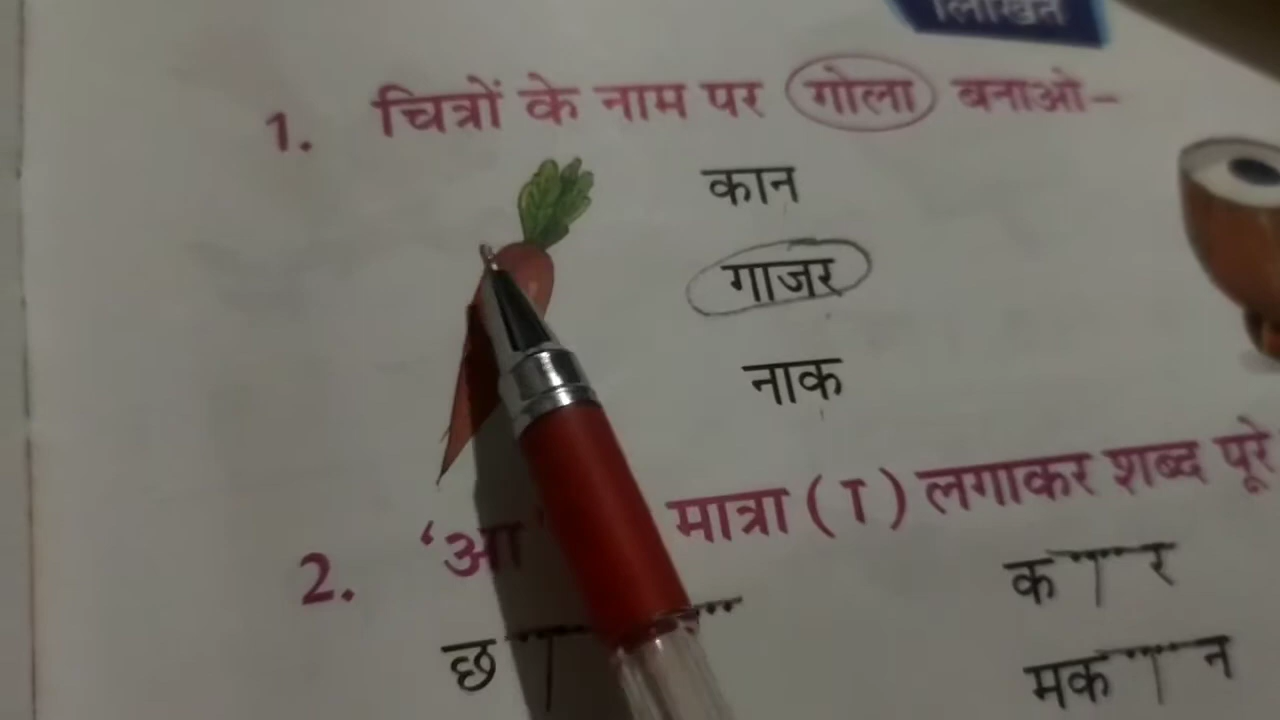 लिखित
1. चित्रों के नाम पर गोला बनाओ–
कान
गाजर
नाक
2. 'आ' मात्रा (ा) लगाकर शब्द पूरे
क ा र
छ ा
मक ा न